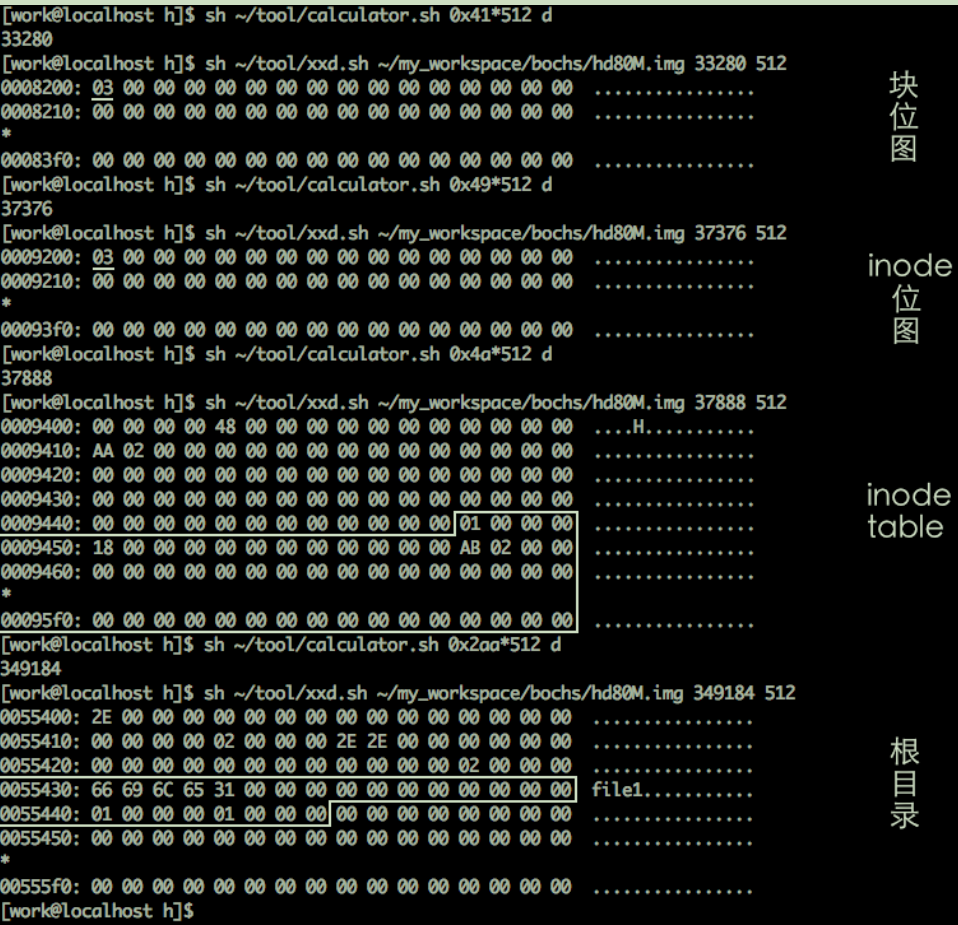 [work@localhost h]$ sh ~/tool/calculator.sh 0x41*512 d
33280
[work@localhost h]$ sh ~/tool/xxd.sh ~/my_workspace/bochs/hd80M.img 33280 512
0008200: 03 00 00 00 00 00 00 00 00 00 00 00 00 00 00 00 ................
0008210: 00 00 00 00 00 00 00 00 00 00 00 00 00 00 00 00 ................
*
00083f0: 00 00 00 00 00 00 00 00 00 00 00 00 00 00 00 00 ................
块位图
[work@localhost h]$ sh ~/tool/calculator.sh 0x49*512 d
37376
[work@localhost h]$ sh ~/tool/xxd.sh ~/my_workspace/bochs/hd80M.img 37376 512
0009200: 03 00 00 00 00 00 00 00 00 00 00 00 00 00 00 00 ................
0009210: 00 00 00 00 00 00 00 00 00 00 00 00 00 00 00 00 ................
*
00093f0: 00 00 00 00 00 00 00 00 00 00 00 00 00 00 00 00 ................
inode
位图
[work@localhost h]$ sh ~/tool/calculator.sh 0x4a*512 d
37888
[work@localhost h]$ sh ~/tool/xxd.sh ~/my_workspace/bochs/hd80M.img 37888 512
0009400: 00 00 00 00 48 00 00 00 00 00 00 00 00 00 00 00 ....H...........
0009410: AA 02 00 00 00 00 00 00 00 00 00 00 00 00 00 00 ................
0009420: 00 00 00 00 00 00 00 00 00 00 00 00 00 00 00 00 ................
0009430: 00 00 00 00 00 00 00 00 00 00 00 00 00 00 00 00 ................
0009440: 00 00 00 00 00 00 00 00 00 00 00 00 01 00 00 00 ................
0009450: 18 00 00 00 00 00 00 00 00 00 00 00 AB 02 00 00 ................
0009460: 00 00 00 00 00 00 00 00 00 00 00 00 00 00 00 00 ................
*
00095f0: 00 00 00 00 00 00 00 00 00 00 00 00 00 00 00 00 ................
inode
table
[work@localhost h]$ sh ~/tool/calculator.sh 0x2aa*512 d
349184
[work@localhost h]$ sh ~/tool/xxd.sh ~/my_workspace/bochs/hd80M.img 349184 512
0055400: 2E 00 00 00 00 00 00 00 00 00 00 00 00 00 00 00 ................
0055410: 00 00 00 00 02 00 00 00 2E 2E 00 00 00 00 00 00 ................
0055420: 00 00 00 00 00 00 00 00 00 00 00 00 02 00 00 00 ................
0055430: 66 69 6C 65 31 00 00 00 00 00 00 00 00 00 00 00 file1...........
0055440: 01 00 00 00 01 00 00 00 00 00 00 00 00 00 00 00 ................
0055450: 00 00 00 00 00 00 00 00 00 00 00 00 00 00 00 00 ................
*
00555f0: 00 00 00 00 00 00 00 00 00 00 00 00 00 00 00 00 ................
根目录
[work@localhost h]$